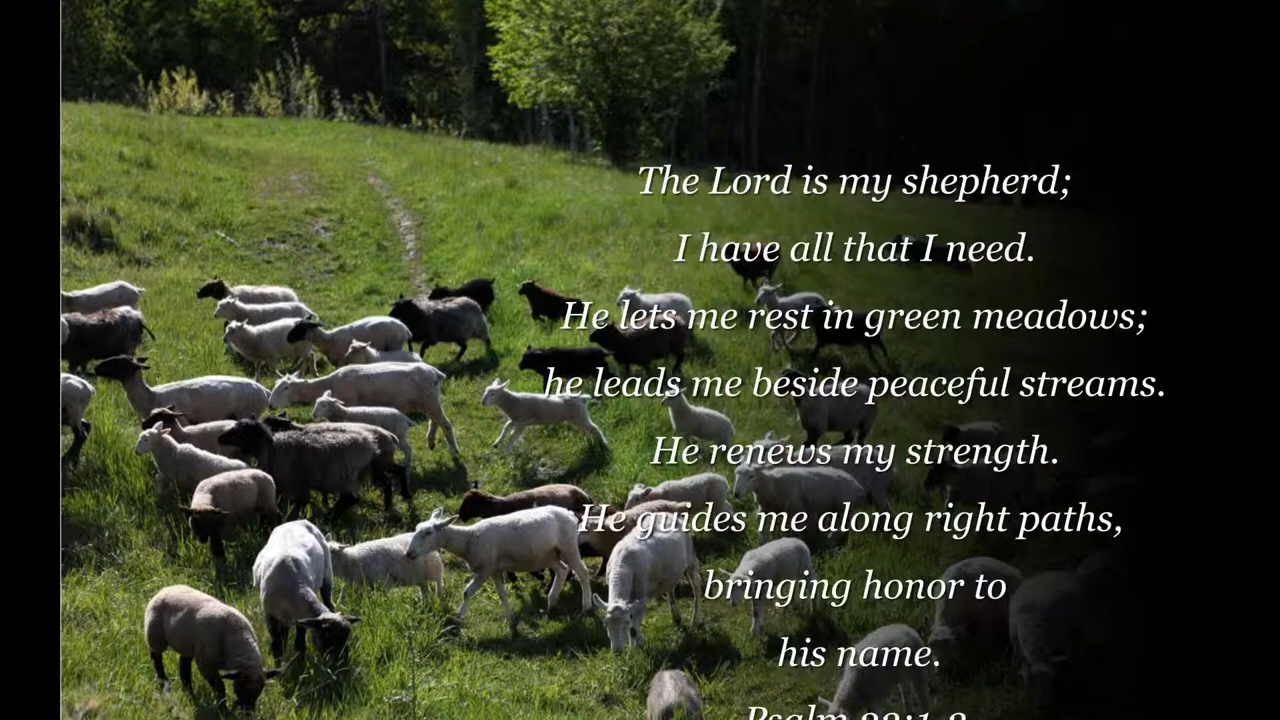 The Lord is my shepherd;
I have all that I need.
He lets me rest in green meadows;
he leads me beside peaceful streams.
He renews my strength.
He guides me along right paths,
bringing honor to
his name.
Psalm